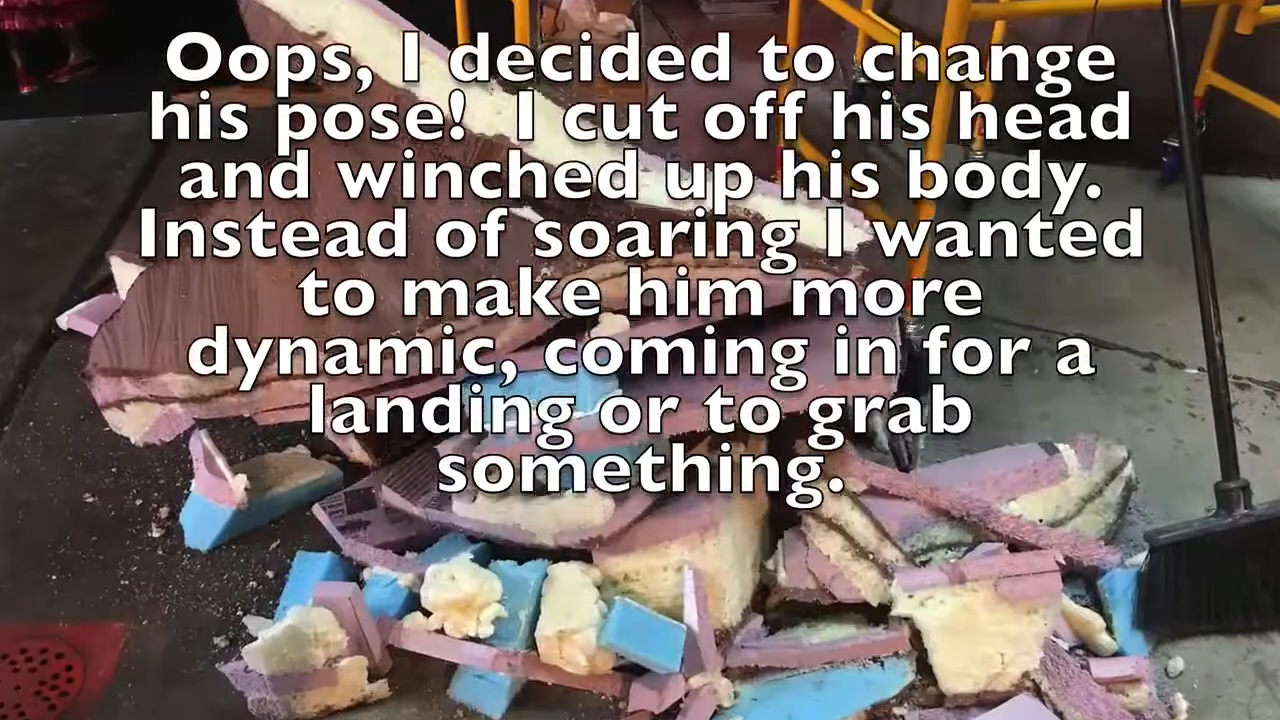 Oops, I decided to change
his pose!  I cut off his head
and winched up his body.
Instead of soaring I wanted
to make him more
dynamic, coming in for a
landing or to grab
something.